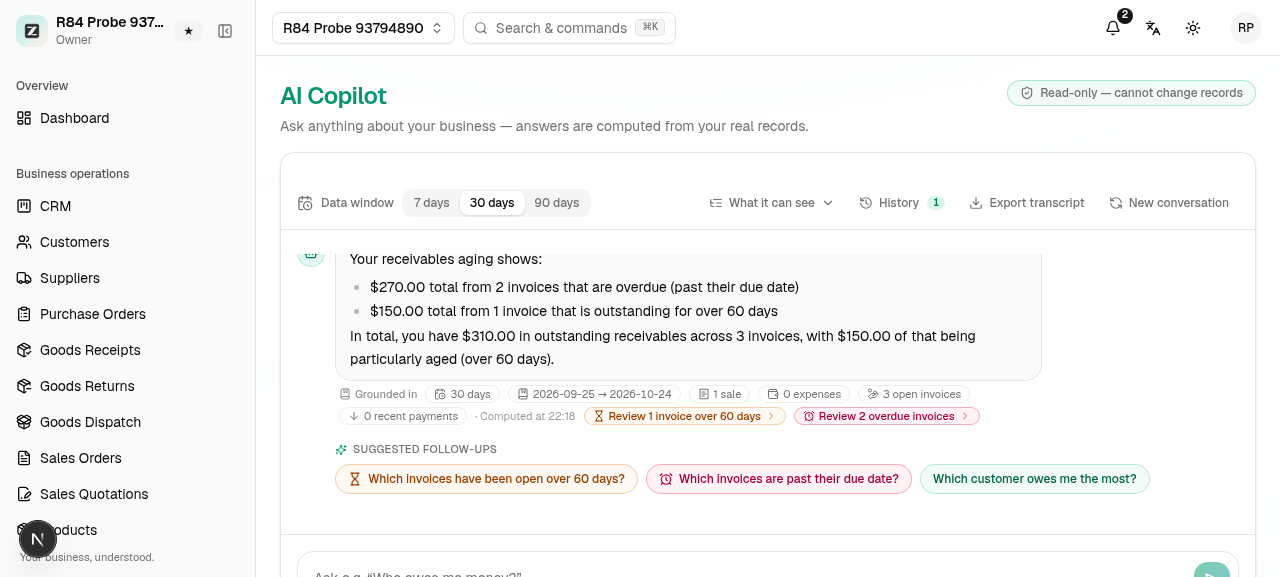 R84 Probe 937...
Owner
Overview
Dashboard
Business operations
CRM
Customers
Suppliers
Purchase Orders
Goods Receipts
Goods Returns
Goods Dispatch
Sales Orders
Sales Quotations
oducts
N
Your business, understood.
R84 Probe 93794890
Search & commands ⌘K
2
RP
AI Copilot
Read-only — cannot change records
Ask anything about your business — answers are computed from your real records.
Data window 7 days 30 days 90 days
What it can see History 1 Export transcript New conversation
Your receivables aging shows:
• $270.00 total from 2 invoices that are overdue (past their due date)
• $150.00 total from 1 invoice that is outstanding for over 60 days
In total, you have $310.00 in outstanding receivables across 3 invoices, with $150.00 of that being
particularly aged (over 60 days).
Grounded in 30 days 2026-09-25 → 2026-10-24 1 sale 0 expenses 3 open invoices
0 recent payments · Computed at 22:18 Review 1 invoice over 60 days Review 2 overdue invoices
SUGGESTED FOLLOW-UPS
Which invoices have been open over 60 days? Which invoices are past their due date? Which customer owes me the most?
Ask e.g. “Who owes me money?”